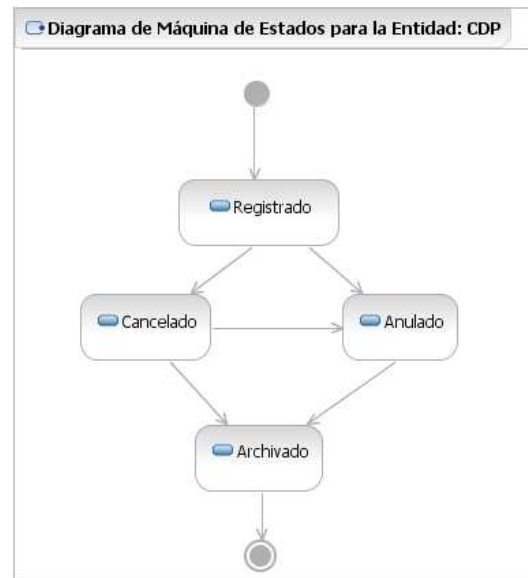 Diagrama de Máquina de Estados para la Entidad: CDP
Registrado
Cancelado
Anulado
Archivado